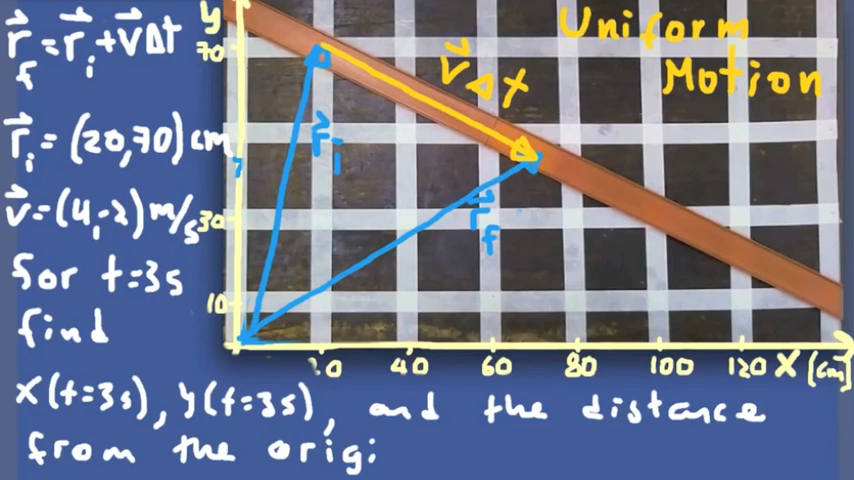 r⃗f = r⃗i + v⃗Δt
r⃗i = (20,70) cm,
v⃗ = (4,-2) m/s
for t=3s
find
x(t=3s), y(t=3s), and the distance
from the origi
Uniform
Motion
v⃗Δt
r⃗i
r⃗f
y
70
30
10
20 40 60 80 100 120 X [cm]